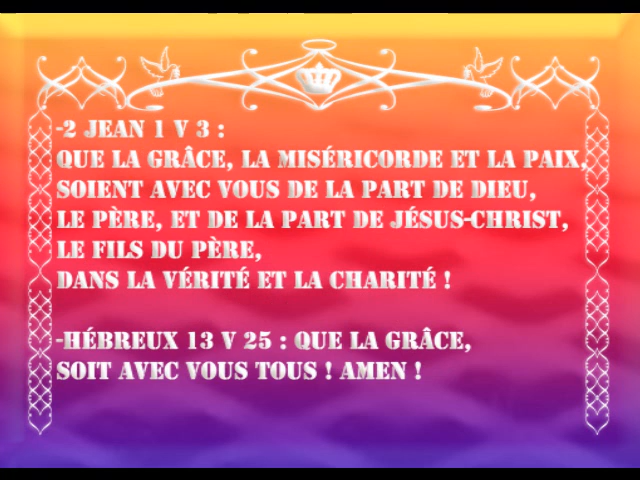 -2 JEAN 1 V 3 :
QUE LA GRÂCE, LA MISÉRICORDE ET LA PAIX,
SOIENT AVEC VOUS DE LA PART DE DIEU,
LE PÈRE, ET DE LA PART DE JÉSUS-CHRIST,
LE FILS DU PÈRE,
DANS LA VÉRITÉ ET LA CHARITÉ !
-HÉBREUX 13 V 25 : QUE LA GRÂCE,
SOIT AVEC VOUS TOUS ! AMEN !